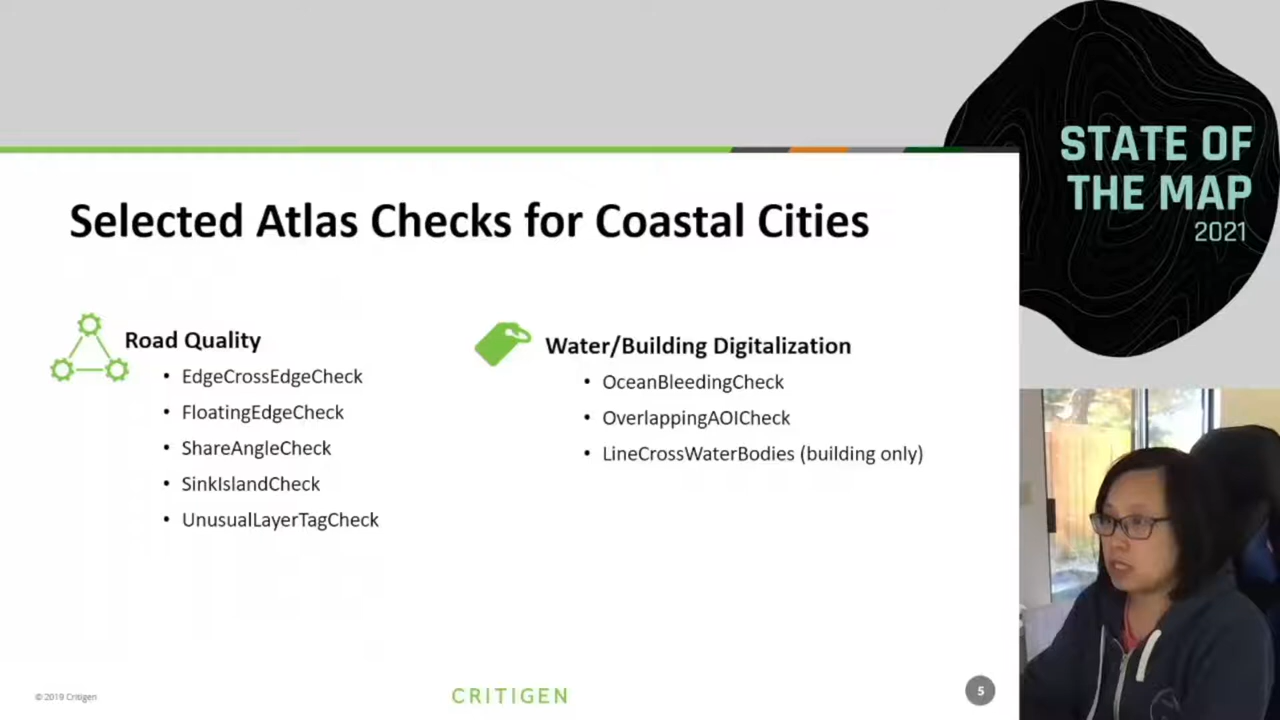 STATE OF
THE MAP
2021
Selected Atlas Checks for Coastal Cities
Road Quality
• EdgeCrossEdgeCheck
• FloatingEdgeCheck
• ShareAngleCheck
• SinkIslandCheck
• UnusualLayerTagCheck
Water/Building Digitalization
• OceanBleedingCheck
• OverlappingAOICheck
• LineCrossWaterBodies (building only)
© 2019 Critigen
CRITIGEN
5